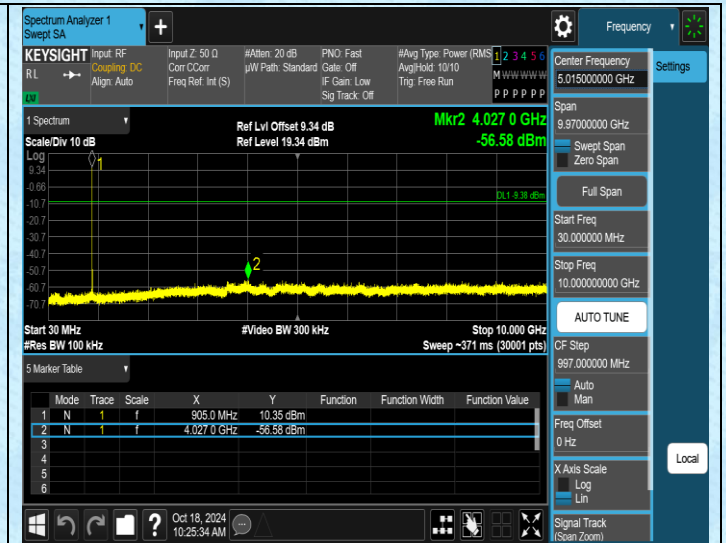 Spectrum Analyzer 1
Swept SA
Frequency
KEYSIGHT
RL
LXI
Input: RF
Coupling: DC
Align: Auto
Input Z: 50 Ω
Corr CCorr
Freq Ref: Int (S)
#Atten: 20 dB
µW Path: Standard
PNO: Fast
Gate: Off
IF Gain: Low
Sig Track: Off
#Avg Type: Power (RMS
Avg|Hold: 10/10
Trig: Free Run
1 2 3 4 5 6
M W W W W W
P P P P P P
1 Spectrum
Scale/Div 10 dB
Ref Lvl Offset 9.34 dB
Ref Level 19.34 dBm
Mkr2 4.027 0 GHz
-56.58 dBm
Log
9.34
-0.66
-10.7
-20.7
-30.7
-40.7
-50.7
-60.7
-70.7
1
2
DL1 -9.38 dBm
Start 30 MHz
#Res BW 100 kHz
#Video BW 300 kHz
Stop 10.000 GHz
Sweep ~371 ms (30001 pts)
5 Marker Table
Mode Trace Scale X Y Function Function Width Function Value
1 N 1 f 905.0 MHz 10.35 dBm
2 N 1 f 4.027 0 GHz -56.58 dBm
3
4
5
6
Oct 18, 2024
10:25:34 AM
Center Frequency
5.015000000 GHz
Span
9.97000000 GHz
Swept Span
Zero Span
Full Span
Start Freq
30.000000 MHz
Stop Freq
10.000000000 GHz
AUTO TUNE
CF Step
997.000000 MHz
Auto
Man
Freq Offset
0 Hz
X Axis Scale
Log
Lin
Signal Track
(Span Zoom)
Settings
Local